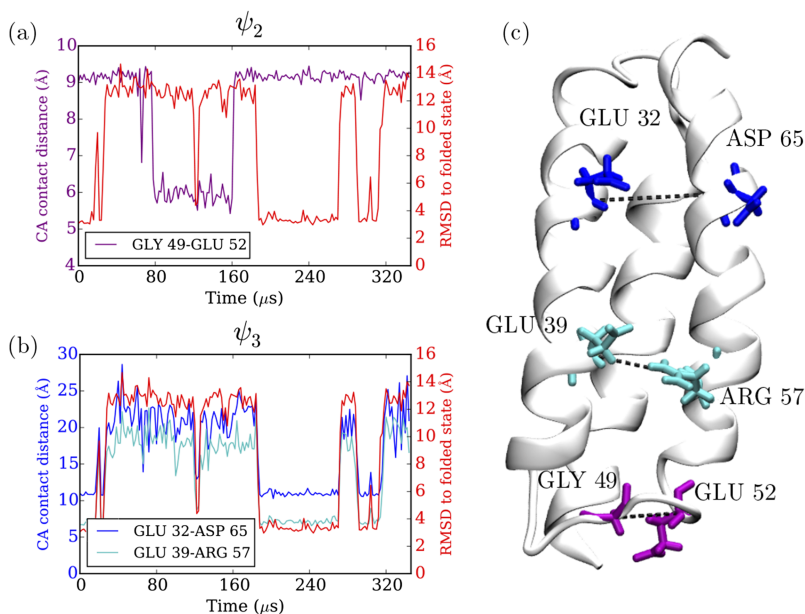 (a)
ψ2
CA contact distance (Å)
10
9
8
7
6
5
4
16
14
12
10
8
6
4
2
0
RMSD to folded state (Å)
GLY 49-GLU 52
0 80 160 240 320
Time (μs)
(b)
ψ3
CA contact distance (Å)
30
25
20
15
10
5
0
16
14
12
10
8
6
4
2
0
RMSD to folded state (Å)
GLU 32-ASP 65
GLU 39-ARG 57
0 80 160 240 320
Time (μs)
(c)
GLU 32
ASP 65
GLU 39
ARG 57
GLY 49
GLU 52